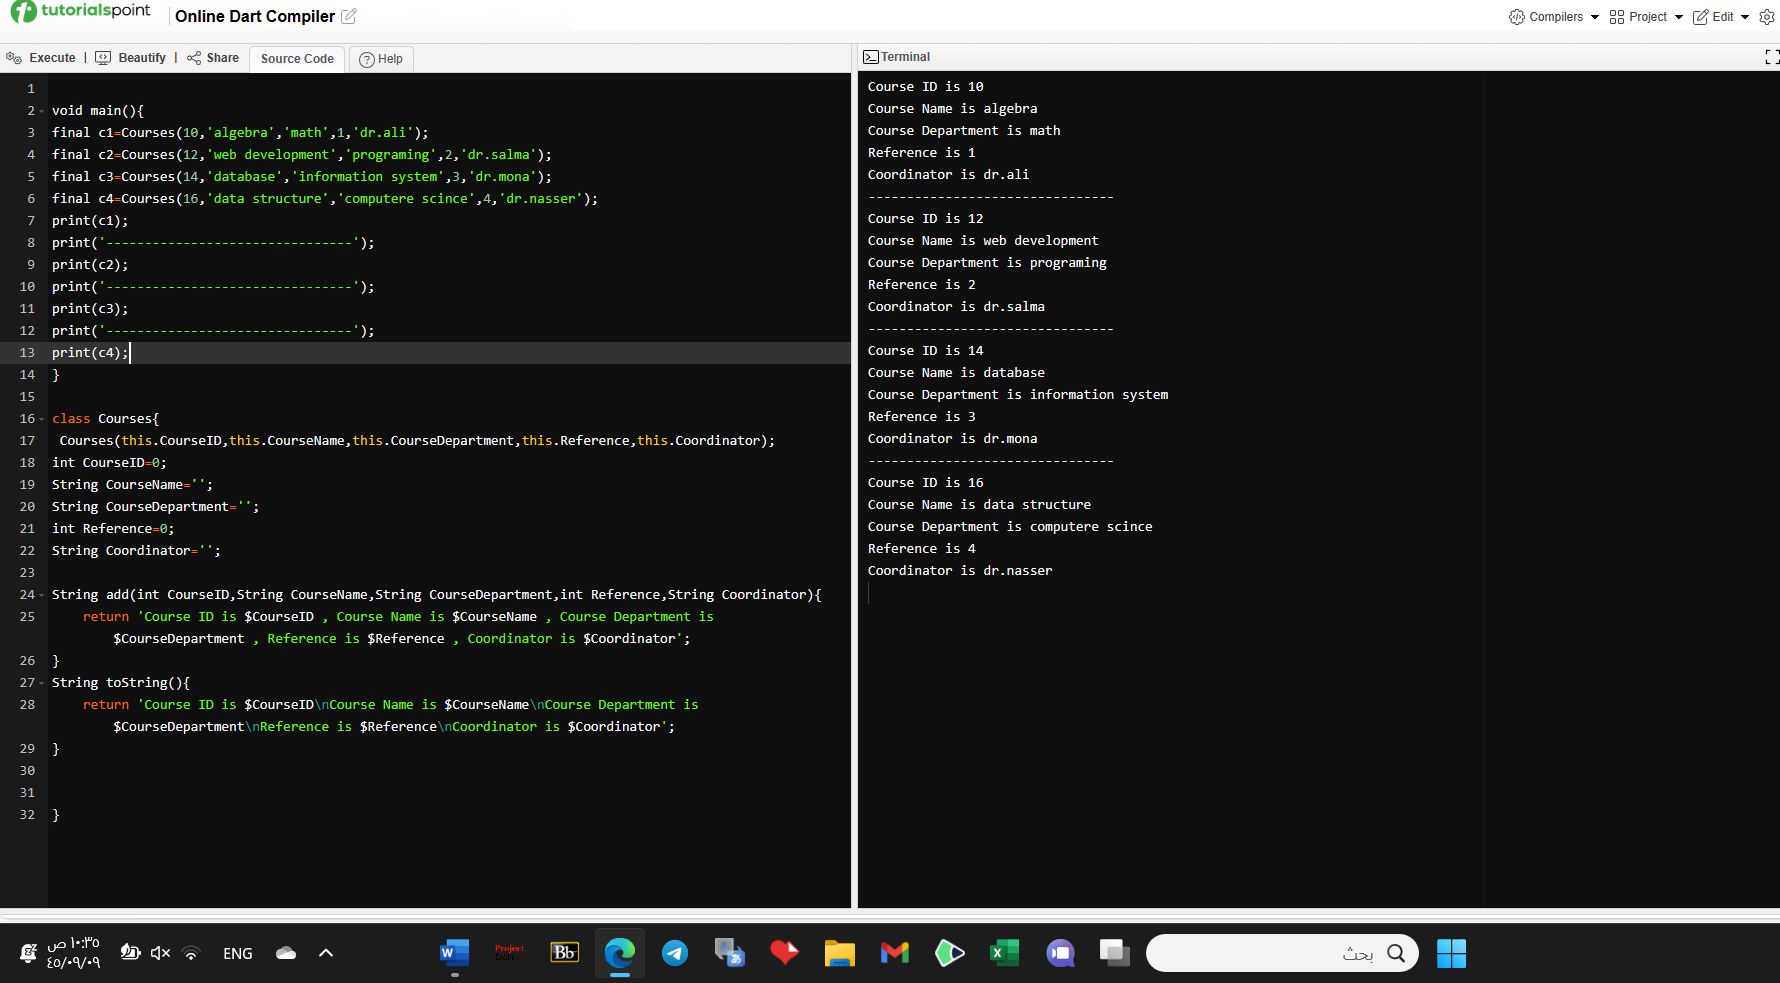 tutorialspoint
Online Dart Compiler
Compilers
Project
Edit
Execute | Beautify | Share
Source Code
Help
1
2 void main(){
3 final c1=Courses(10,'algebra','math',1,'dr.ali');
4 final c2=Courses(12,'web development','programing',2,'dr.salma');
5 final c3=Courses(14,'database','information system',3,'dr.mona');
6 final c4=Courses(16,'data structure','computere scince',4,'dr.nasser');
7 print(c1);
8 print('--------------------------------');
9 print(c2);
10 print('--------------------------------');
11 print(c3);
12 print('--------------------------------');
13 print(c4);
14 }
15
16 class Courses{
17 Courses(this.CourseID,this.CourseName,this.CourseDepartment,this.Reference,this.Coordinator);
18 int CourseID=0;
19 String CourseName='';
20 String CourseDepartment='';
21 int Reference=0;
22 String Coordinator='';
23
24 String add(int CourseID,String CourseName,String CourseDepartment,int Reference,String Coordinator){
25 return 'Course ID is $CourseID , Course Name is $CourseName , Course Department is
$CourseDepartment , Reference is $Reference , Coordinator is $Coordinator';
26 }
27 String toString(){
28 return 'Course ID is $CourseID\nCourse Name is $CourseName\nCourse Department is
$CourseDepartment\nReference is $Reference\nCoordinator is $Coordinator';
29 }
30
31
32 }
Terminal
Course ID is 10
Course Name is algebra
Course Department is math
Reference is 1
Coordinator is dr.ali
--------------------------------
Course ID is 12
Course Name is web development
Course Department is programing
Reference is 2
Coordinator is dr.salma
--------------------------------
Course ID is 14
Course Name is database
Course Department is information system
Reference is 3
Coordinator is dr.mona
--------------------------------
Course ID is 16
Course Name is data structure
Course Department is computere scince
Reference is 4
Coordinator is dr.nasser
١٠:٣٥ ص
٤٥/٠٩/٠٩
ENG
W
Project
Bb
X
بحث